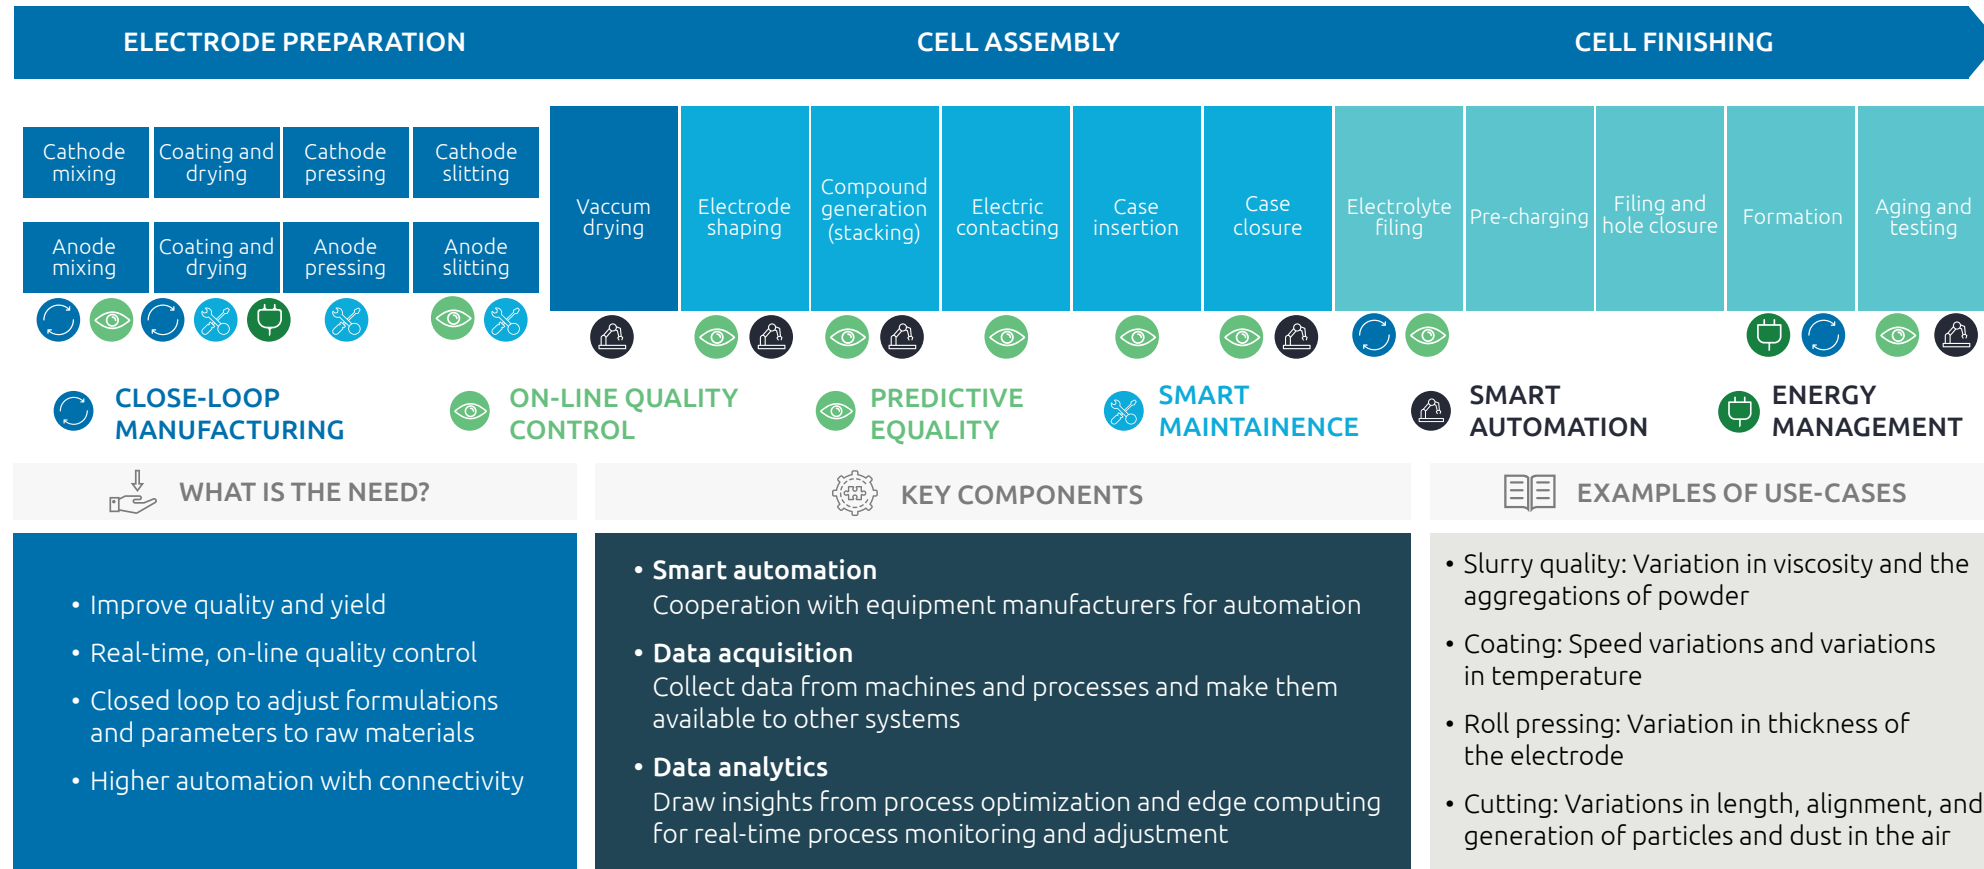 ELECTRODE PREPARATION
CELL ASSEMBLY
CELL FINISHING
Cathode
mixing
Coating and
drying
Cathode
pressing
Cathode
slitting
Anode
mixing
Coating and
drying
Anode
pressing
Anode
slitting
Vaccum
drying
Electrode
shaping
Compound
generation
(stacking)
Electric
contacting
Case
insertion
Case
closure
Electrolyte
filing
Pre-charging
Filing and
hole closure
Formation
Aging and
testing
CLOSE-LOOP
MANUFACTURING
ON-LINE QUALITY
CONTROL
PREDICTIVE
EQUALITY
SMART
MAINTAINENCE
SMART
AUTOMATION
ENERGY
MANAGEMENT
WHAT IS THE NEED?
• Improve quality and yield
• Real-time, on-line quality control
• Closed loop to adjust formulations
and parameters to raw materials
• Higher automation with connectivity
KEY COMPONENTS
• Smart automation
Cooperation with equipment manufacturers for automation
• Data acquisition
Collect data from machines and processes and make them
available to other systems
• Data analytics
Draw insights from process optimization and edge computing
for real-time process monitoring and adjustment
EXAMPLES OF USE-CASES
• Slurry quality: Variation in viscosity and the
aggregations of powder
• Coating: Speed variations and variations
in temperature
• Roll pressing: Variation in thickness of
the electrode
• Cutting: Variations in length, alignment, and
generation of particles and dust in the air